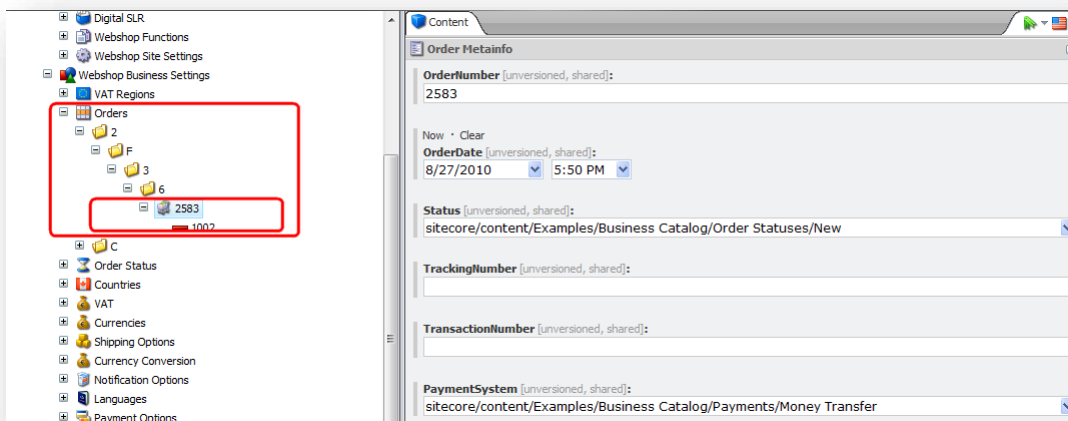 Digital SLR
Webshop Functions
Webshop Site Settings
Webshop Business Settings
VAT Regions
Orders
2
F
3
6
2583
1002
C
Order Status
Countries
VAT
Currencies
Shipping Options
Currency Conversion
Notification Options
Languages
Payment Options
Content
Order Metainfo
OrderNumber [unversioned, shared]:
2583
Now · Clear
OrderDate [unversioned, shared]:
8/27/2010 5:50 PM
Status [unversioned, shared]:
sitecore/content/Examples/Business Catalog/Order Statuses/New
TrackingNumber [unversioned, shared]:
TransactionNumber [unversioned, shared]:
PaymentSystem [unversioned, shared]:
sitecore/content/Examples/Business Catalog/Payments/Money Transfer